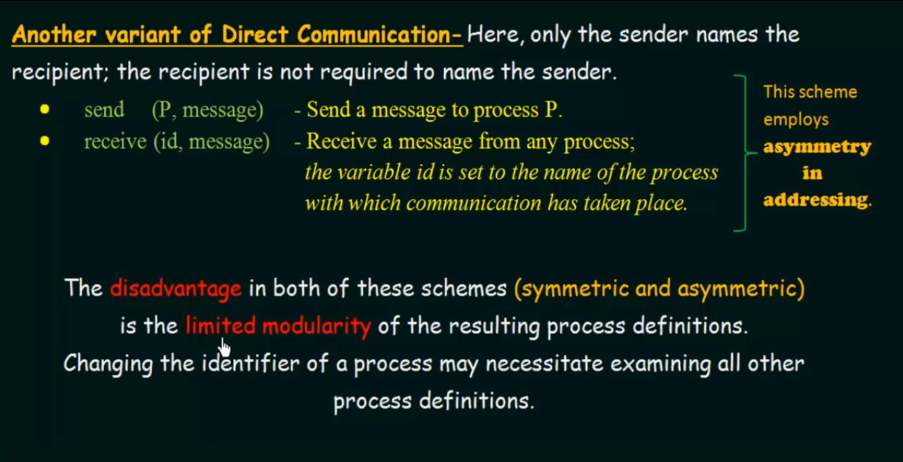 Another variant of Direct Communication- Here, only the sender names the
recipient; the recipient is not required to name the sender.
• send (P, message) - Send a message to process P.
• receive (id, message) - Receive a message from any process;
the variable id is set to the name of the process
with which communication has taken place.
This scheme
employs
asymmetry
in
addressing.
The disadvantage in both of these schemes (symmetric and asymmetric)
is the limited modularity of the resulting process definitions.
Changing the identifier of a process may necessitate examining all other
process definitions.